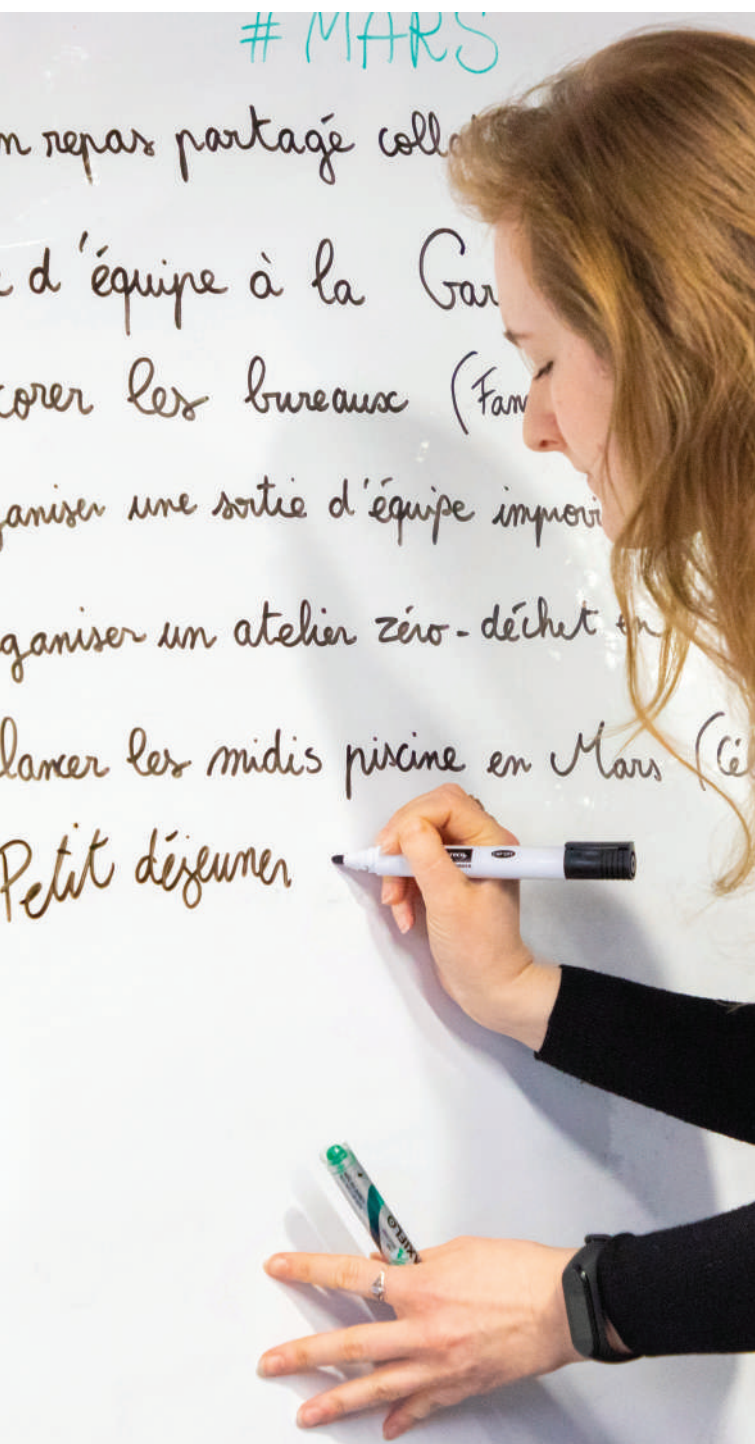 # MARS
n repas partagé coll
e d'équipe à la Gar
corer les bureaux (Fan
ganiser une sortie d'équipe improvi
ganiser un atelier zéro-déchet en
lancer les midis piscine en Mars (Cé
Petit déjeuner